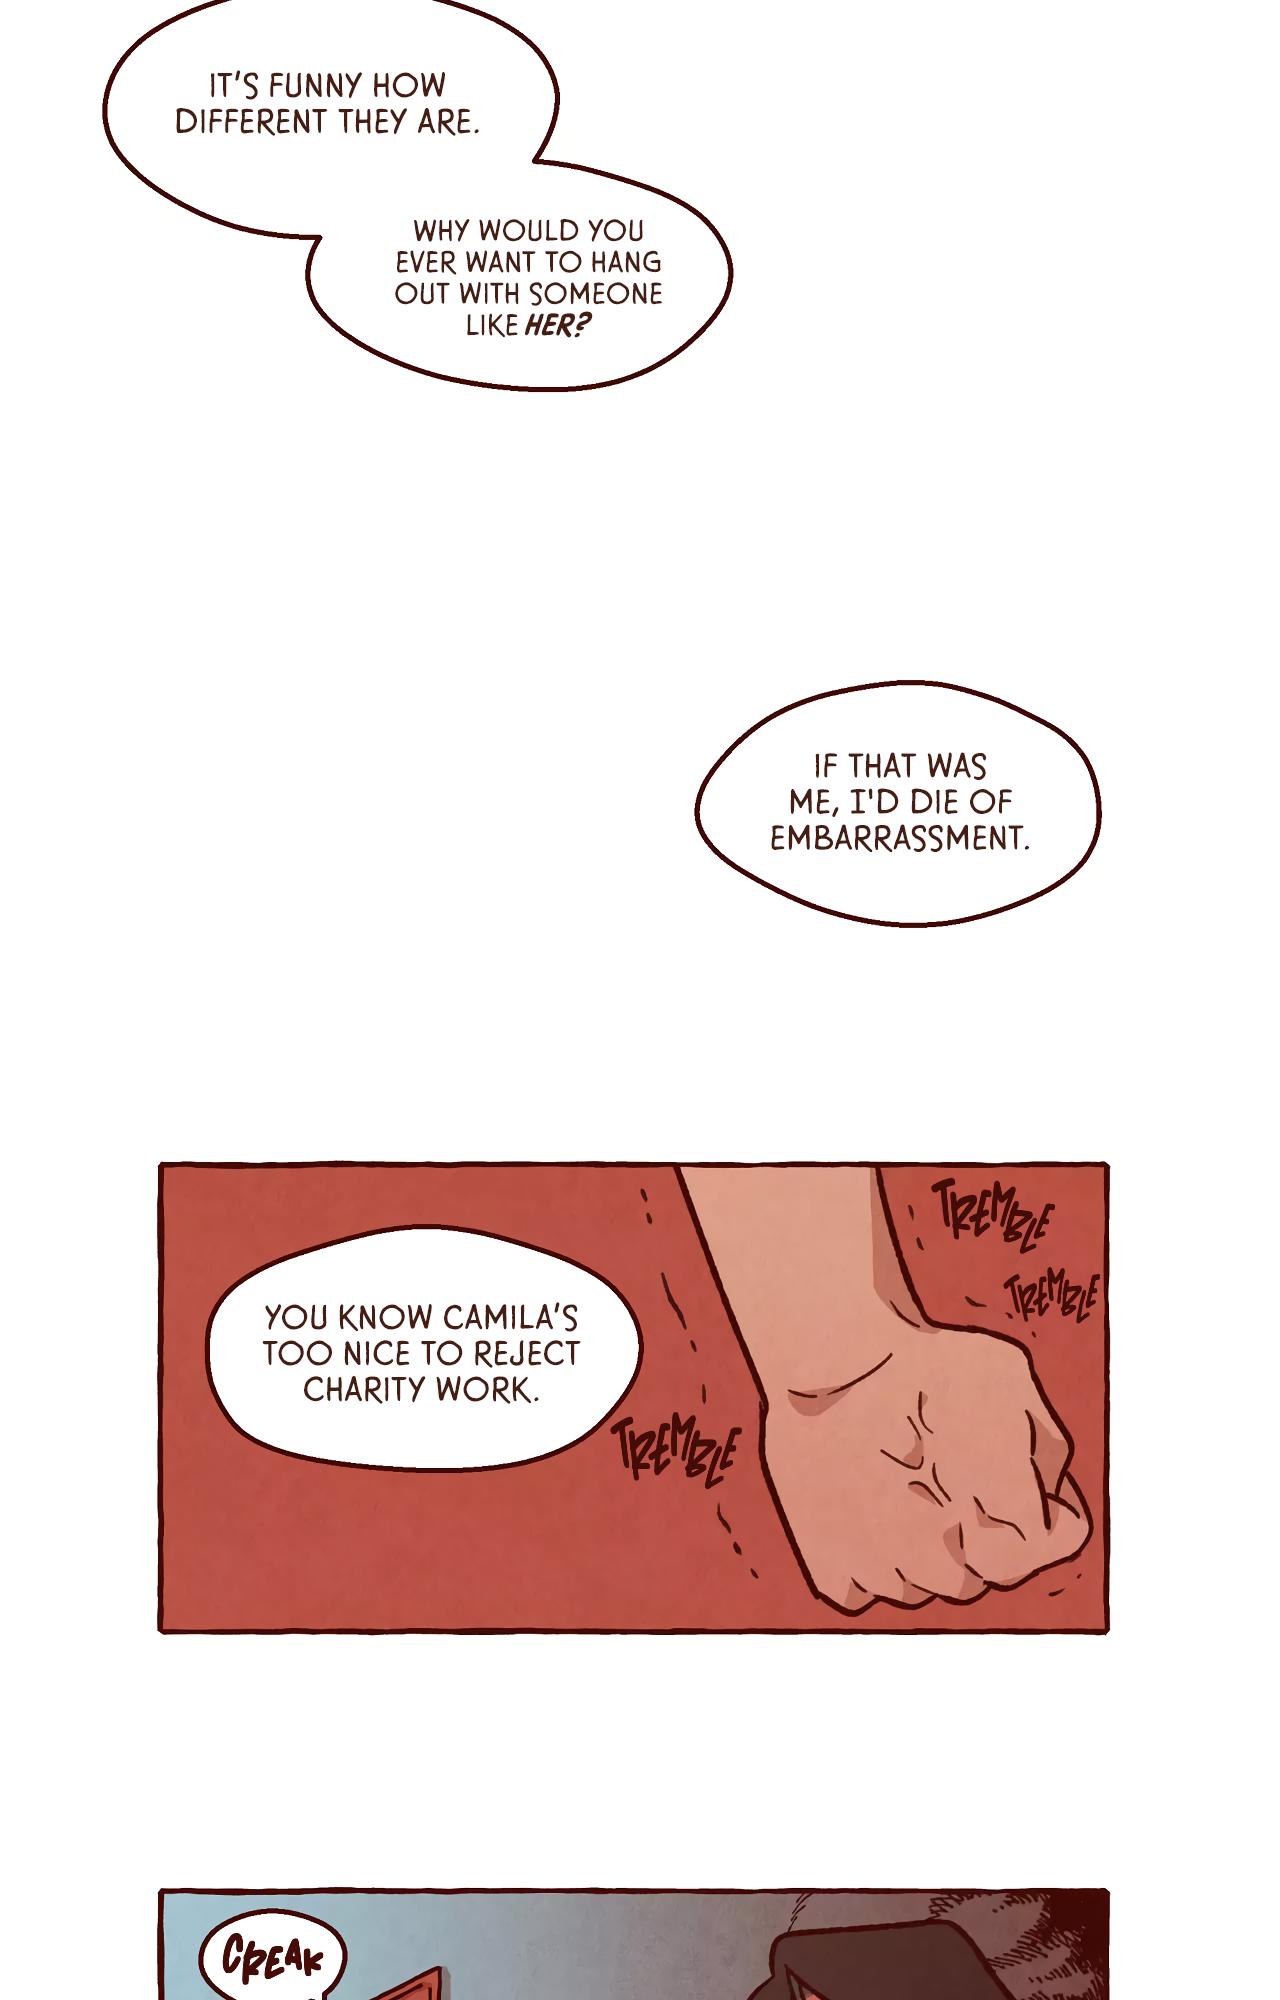 IT'S FUNNY HOW
DIFFERENT THEY ARE.
WHY WOULD YOU
EVER WANT TO HANG
OUT WITH SOMEONE
LIKE HER?
IF THAT WAS
ME, I'D DIE OF
EMBARRASSMENT.
TREMBLE
TREMBLE
YOU KNOW CAMILA'S
TOO NICE TO REJECT
CHARITY WORK.
TREMBLE
CREAK